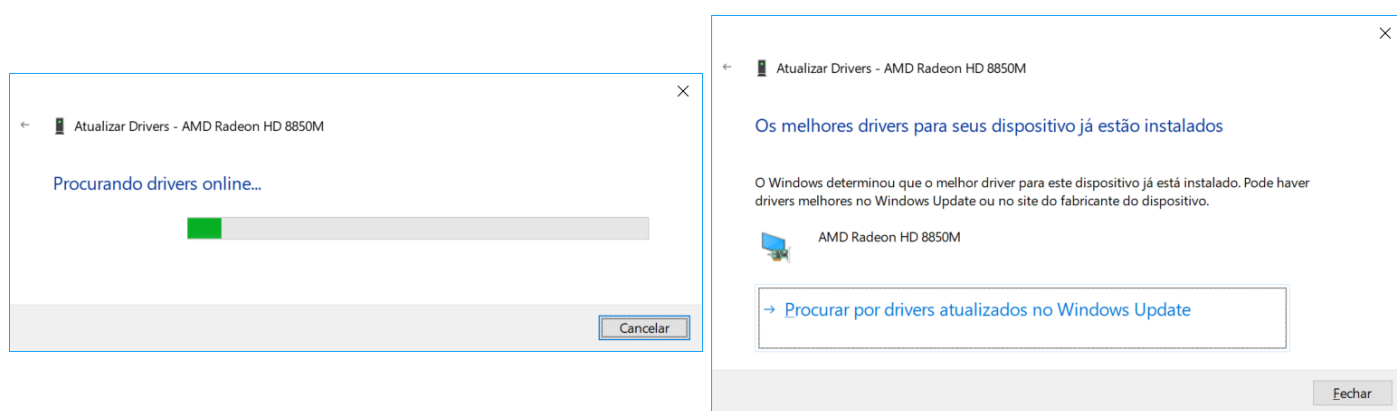 Atualizar Drivers - AMD Radeon HD 8850M
Procurando drivers online...
Cancelar
Atualizar Drivers - AMD Radeon HD 8850M
Os melhores drivers para seus dispositivo já estão instalados
O Windows determinou que o melhor driver para este dispositivo já está instalado. Pode haver
drivers melhores no Windows Update ou no site do fabricante do dispositivo.
AMD Radeon HD 8850M
Procurar por drivers atualizados no Windows Update
Fechar